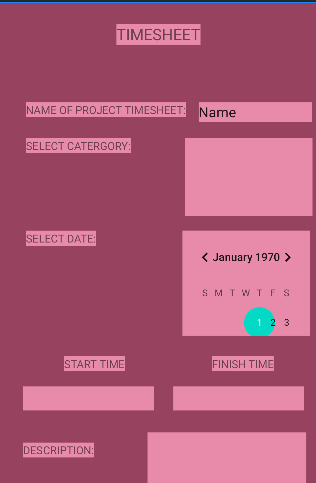 TIMESHEET
NAME OF PROJECT TIMESHEET:
Name
SELECT CATERGORY:
SELECT DATE:
January 1970
S M T W T F S
1 2 3
START TIME
FINISH TIME
DESCRIPTION: